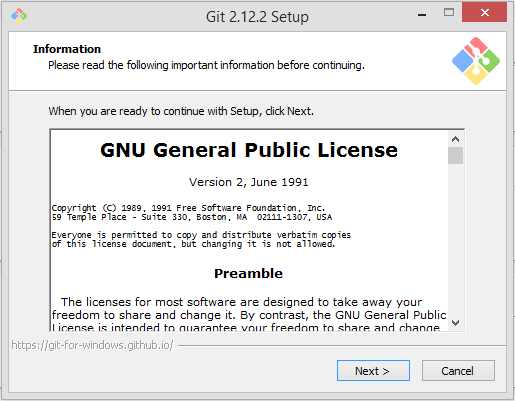 Git 2.12.2 Setup
Information
Please read the following important information before continuing.
When you are ready to continue with Setup, click Next.
GNU General Public License
Version 2, June 1991
Copyright (C) 1989, 1991 Free Software Foundation, Inc.
59 Temple Place - Suite 330, Boston, MA  02111-1307, USA
Everyone is permitted to copy and distribute verbatim copies
of this license document, but changing it is not allowed.
Preamble
The licenses for most software are designed to take away your
freedom to share and change it. By contrast, the GNU General Public
License is intended to guarantee your freedom to share and change
https://git-for-windows.github.io/
Next >
Cancel